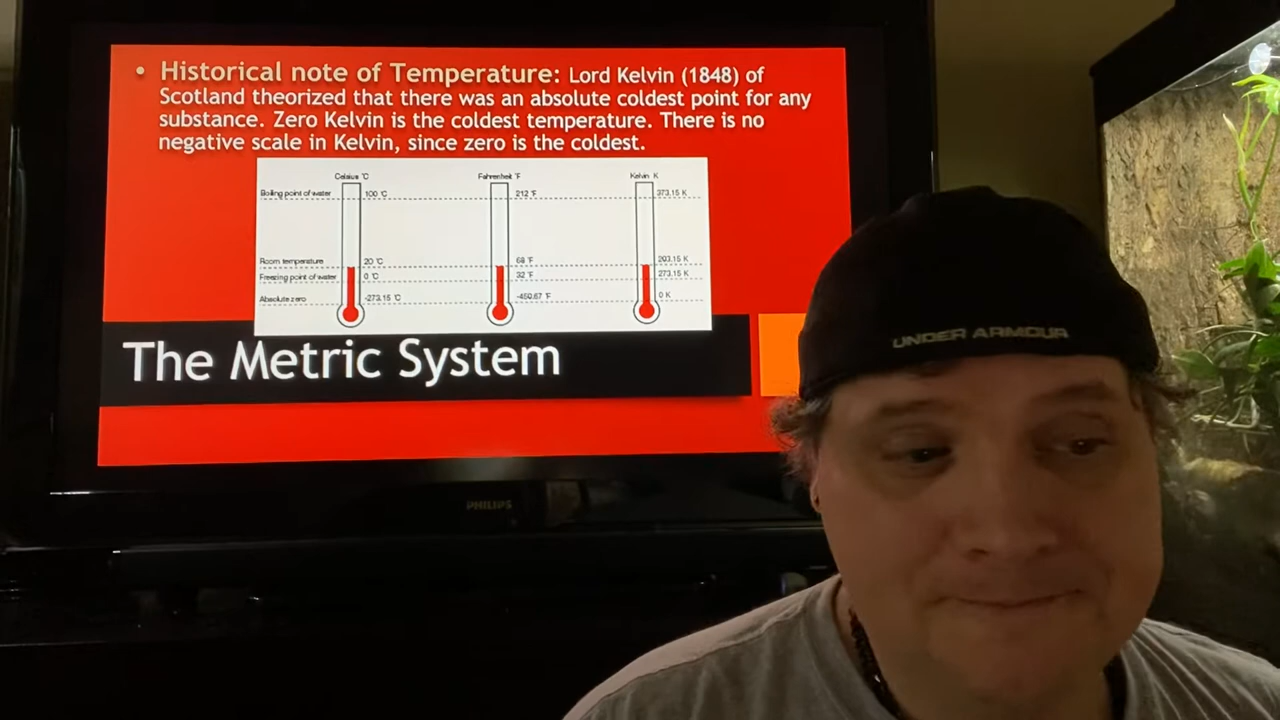 • Historical note of Temperature: Lord Kelvin (1848) of
Scotland theorized that there was an absolute coldest point for any
substance. Zero Kelvin is the coldest temperature. There is no
negative scale in Kelvin, since zero is the coldest.
Celsius °C Fahrenheit °F Kelvin K
Boiling point of water 100 °C 212 °F 373.15 K
Room temperature 20 °C 68 °F 293.15 K
Freezing point of water 0 °C 32 °F 273.15 K
Absolute zero -273.15 °C -459.67 °F 0 K
The Metric System
PHILIPS
UNDER ARMOUR